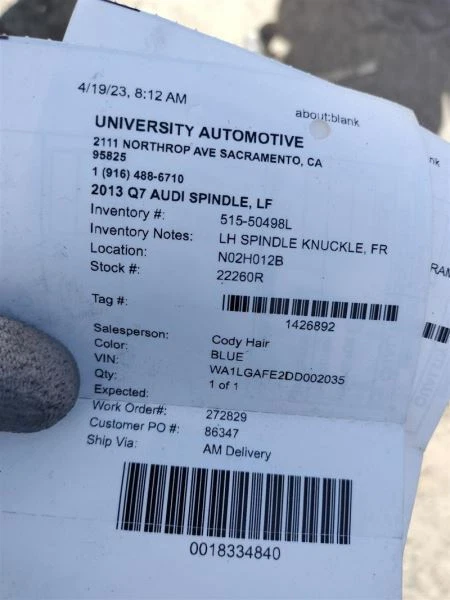 4/19/23, 8:12 AM
about:blank
UNIVERSITY AUTOMOTIVE
2111 NORTHROP AVE SACRAMENTO, CA
95825
1 (916) 488-6710
2013 Q7 AUDI SPINDLE, LF
Inventory #: 515-50498L
Inventory Notes: LH SPINDLE KNUCKLE, FR
Location: N02H012B
Stock #: 22260R
Tag #:
1426892
Salesperson: Cody Hair
Color: BLUE
VIN: WA1LGAFE2DD002035
Qty: 1 of 1
Expected:
Work Order#: 272829
Customer PO #: 86347
Ship Via: AM Delivery
0018334840